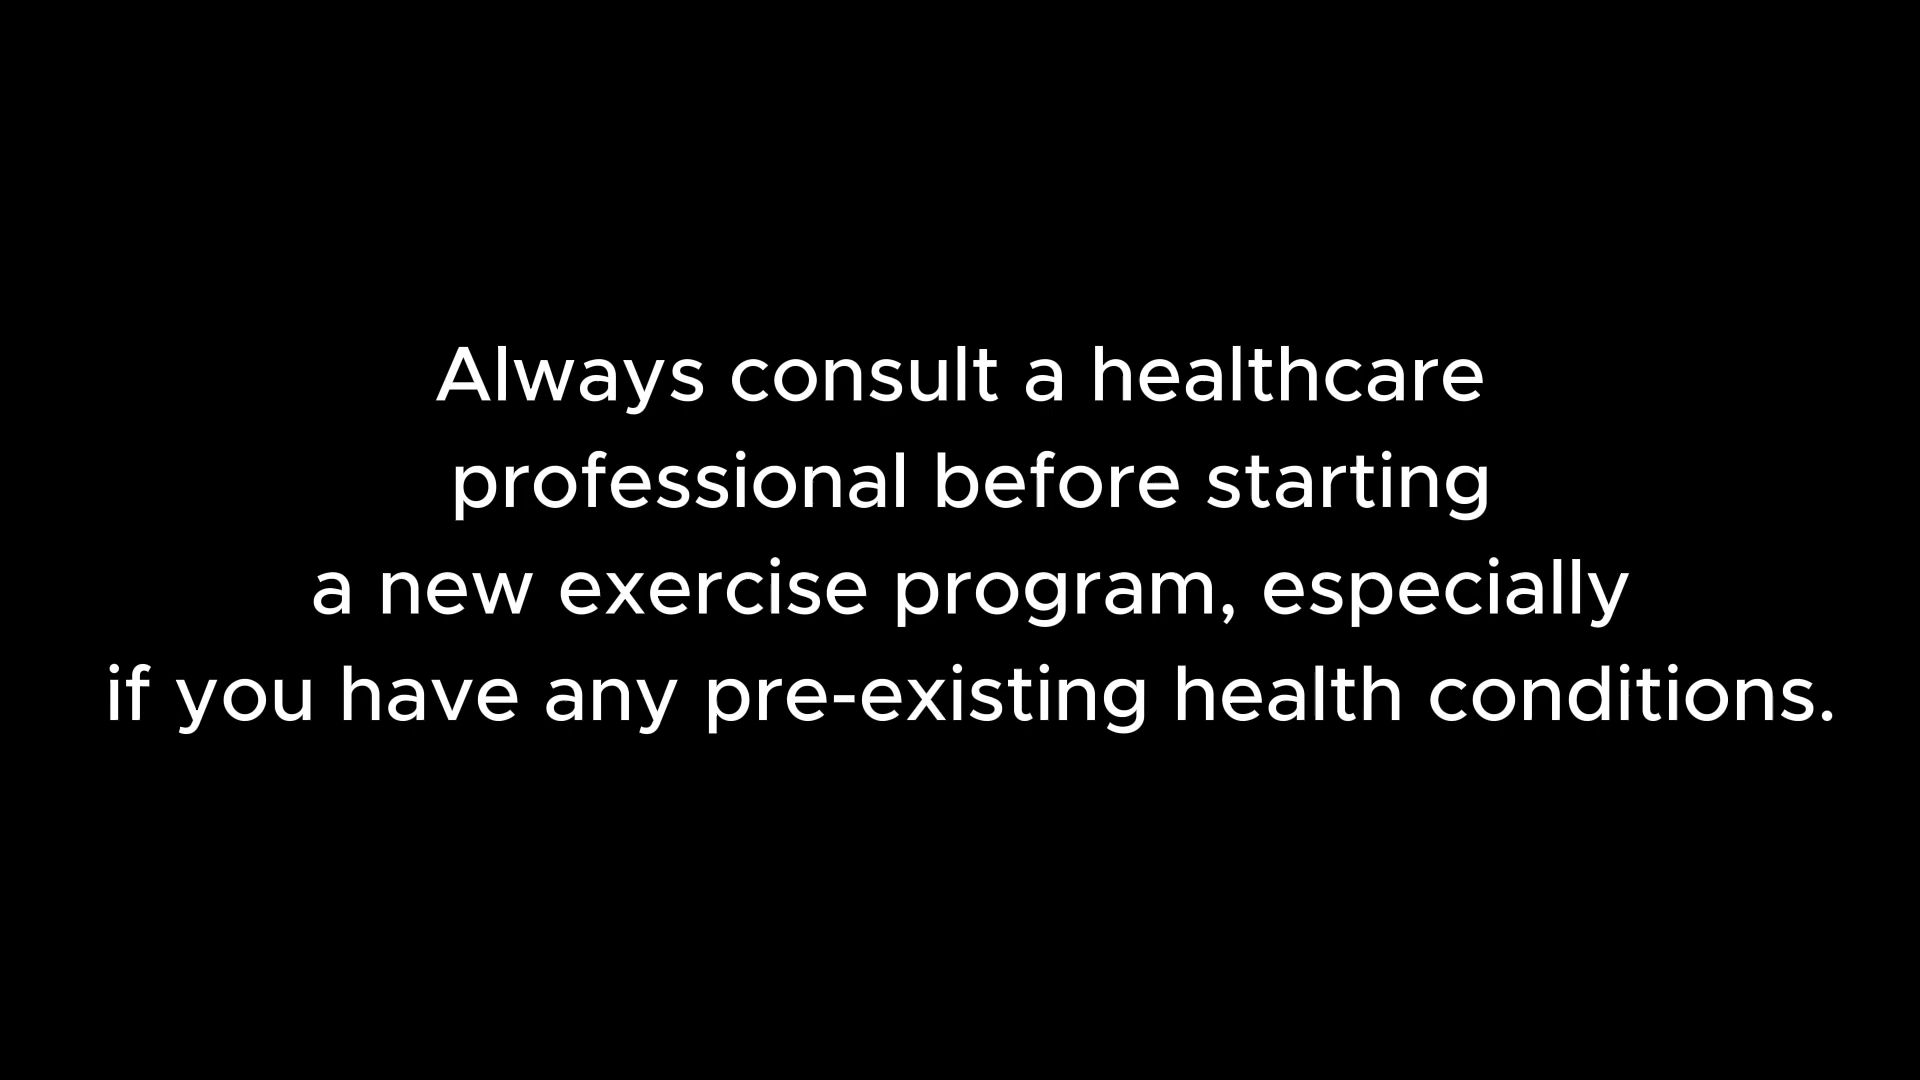 Always consult a healthcare
professional before starting
a new exercise program, especially
if you have any pre-existing health conditions.